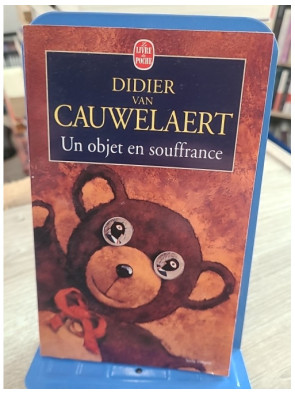 LE LIVRE
DE
POCHE
DIDIER
VAN
CAUWELAERT
Un objet en souffrance